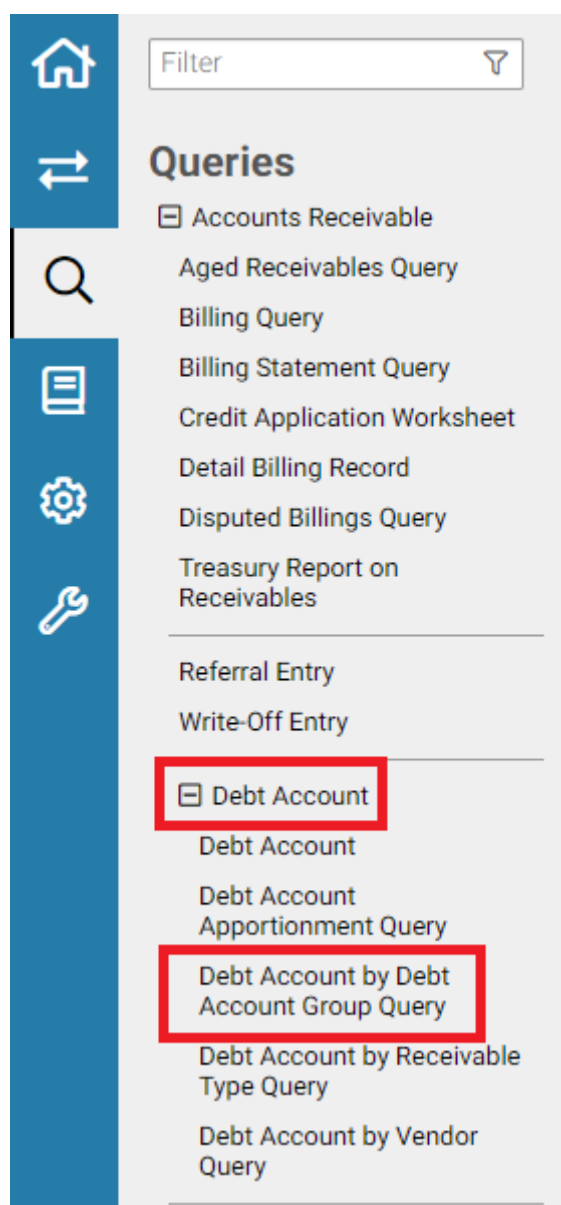 Filter
Queries
Accounts Receivable
Aged Receivables Query
Billing Query
Billing Statement Query
Credit Application Worksheet
Detail Billing Record
Disputed Billings Query
Treasury Report on
Receivables
Referral Entry
Write-Off Entry
Debt Account
Debt Account
Debt Account
Apportionment Query
Debt Account by Debt
Account Group Query
Debt Account by Receivable
Type Query
Debt Account by Vendor
Query